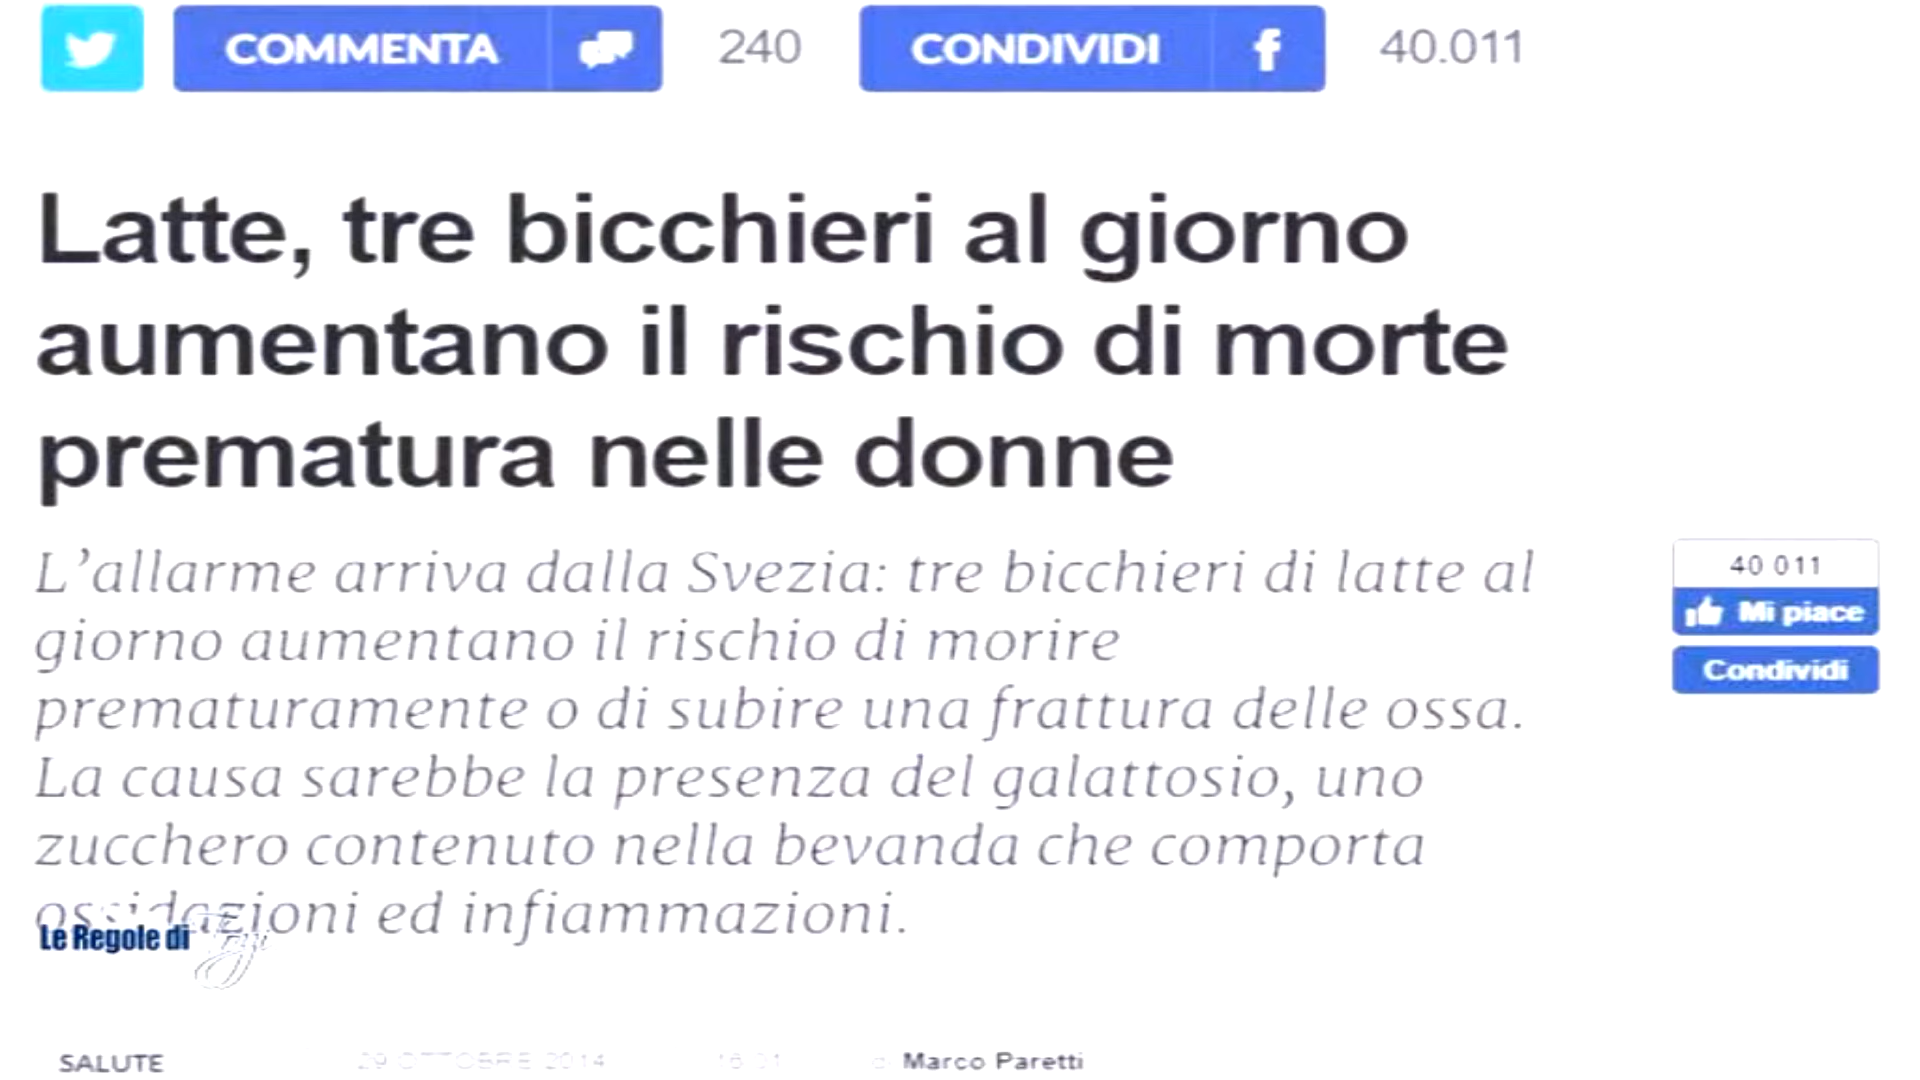 COMMENTA 240 CONDIVIDI f 40.011
Latte, tre bicchieri al giorno
aumentano il rischio di morte
prematura nelle donne
L'allarme arriva dalla Svezia: tre bicchieri di latte al
giorno aumentano il rischio di morire
prematuramente o di subire una frattura delle ossa.
La causa sarebbe la presenza del galattosio, uno
zucchero contenuto nella bevanda che comporta
ossidazioni ed infiammazioni.
40 011
Mi piace
Condividi
Le Regole di
SALUTE 29 OTTOBRE 2014 Marco Paretti